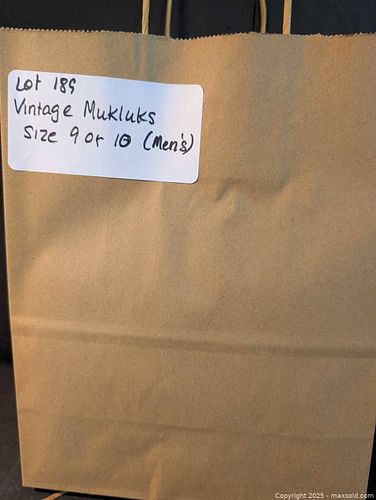 Lot 189
Vintage Mukluks
Size 9 or 10 (Men's)
Copyright 2025 - maxsold.com